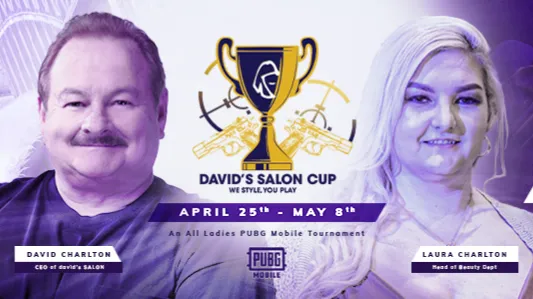 DAVID'S SALON CUP
WE STYLE, YOU PLAY
APRIL 25th - MAY 8th
An All Ladies PUBG Mobile Tournament
DAVID CHARLTON
CEO of david's SALON
PUBG
MOBILE
LAURA CHARLTON
Head of Beauty Dept